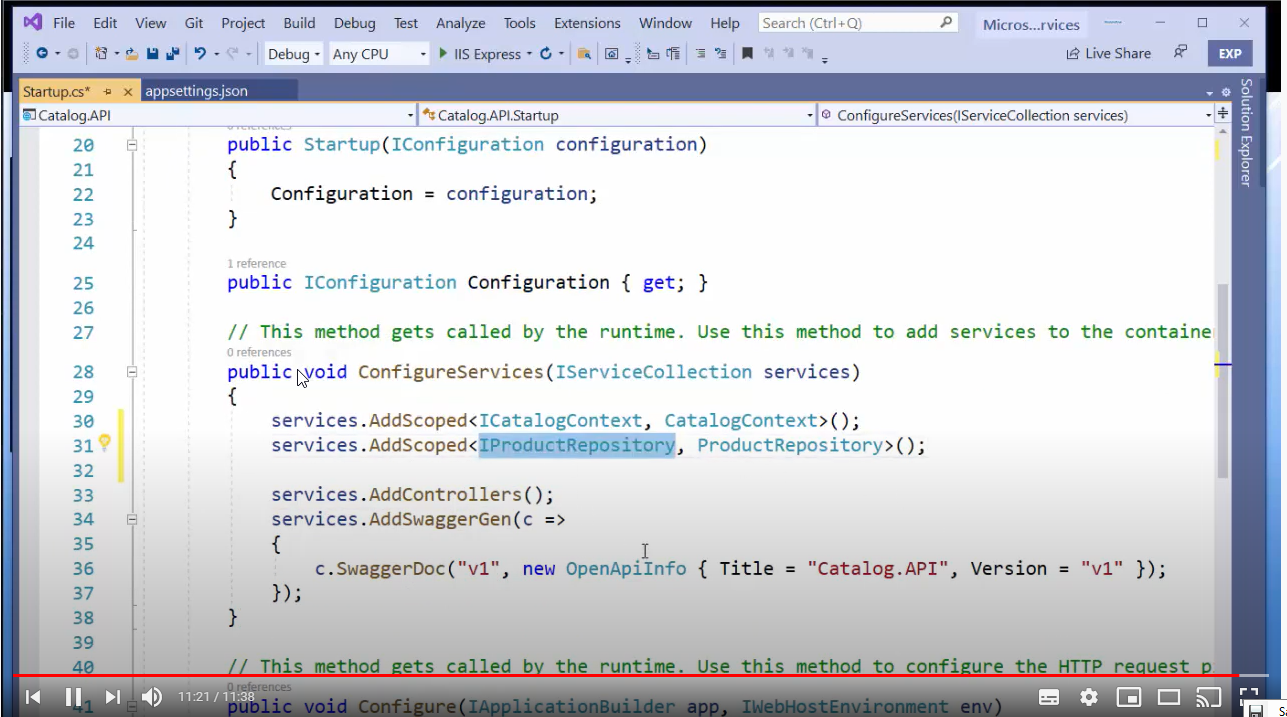 File Edit View Git Project Build Debug Test Analyze Tools Extensions Window Help Search (Ctrl+Q) Micros...rvices
Debug Any CPU IIS Express Live Share EXP
Startup.cs* appsettings.json
Catalog.API Catalog.API.Startup ConfigureServices(IServiceCollection services)
Solution Explorer
0 references
20 public Startup(IConfiguration configuration)
21 {
22 Configuration = configuration;
23 }
24
1 reference
25 public IConfiguration Configuration { get; }
26
27 // This method gets called by the runtime. Use this method to add services to the container
0 references
28 public void ConfigureServices(IServiceCollection services)
29 {
30 services.AddScoped<ICatalogContext, CatalogContext>();
31 services.AddScoped<IProductRepository, ProductRepository>();
32
33 services.AddControllers();
34 services.AddSwaggerGen(c =>
35 {
36 c.SwaggerDoc("v1", new OpenApiInfo { Title = "Catalog.API", Version = "v1" });
37 });
38 }
39
40 // This method gets called by the runtime. Use this method to configure the HTTP request p
0 references
41 public void Configure(IApplicationBuilder app, IWebHostEnvironment env)
11:21 / 11:38